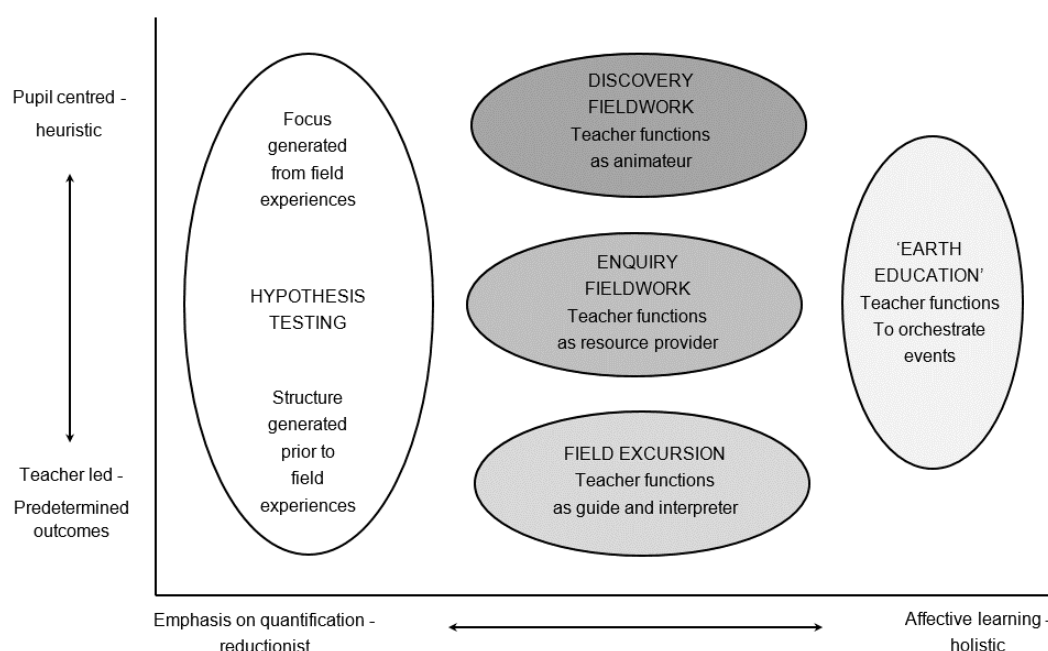 Pupil centred -
heuristic
Teacher led -
Predetermined
outcomes
Focus
generated
from field
experiences
HYPOTHESIS
TESTING
Structure
generated
prior to
field
experiences
DISCOVERY
FIELDWORK
Teacher functions
as animateur
ENQUIRY
FIELDWORK
Teacher functions
as resource provider
FIELD EXCURSION
Teacher functions
as guide and interpreter
‘EARTH
EDUCATION’
Teacher functions
To orchestrate
events
Emphasis on quantification -
reductionist
Affective learning -
holistic